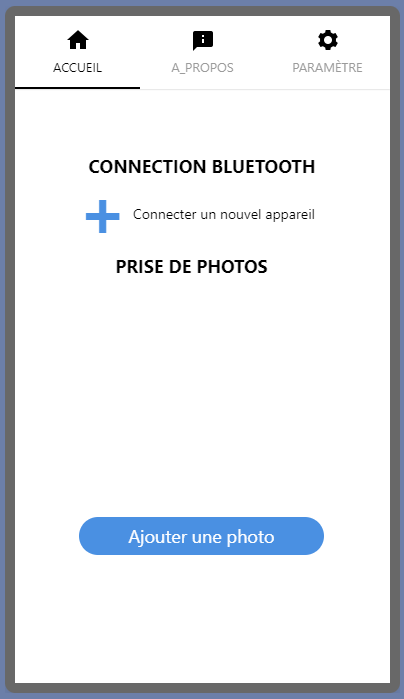 ACCUEIL A_PROPOS PARAMÈTRE
CONNECTION BLUETOOTH
Connecter un nouvel appareil
PRISE DE PHOTOS
Ajouter une photo